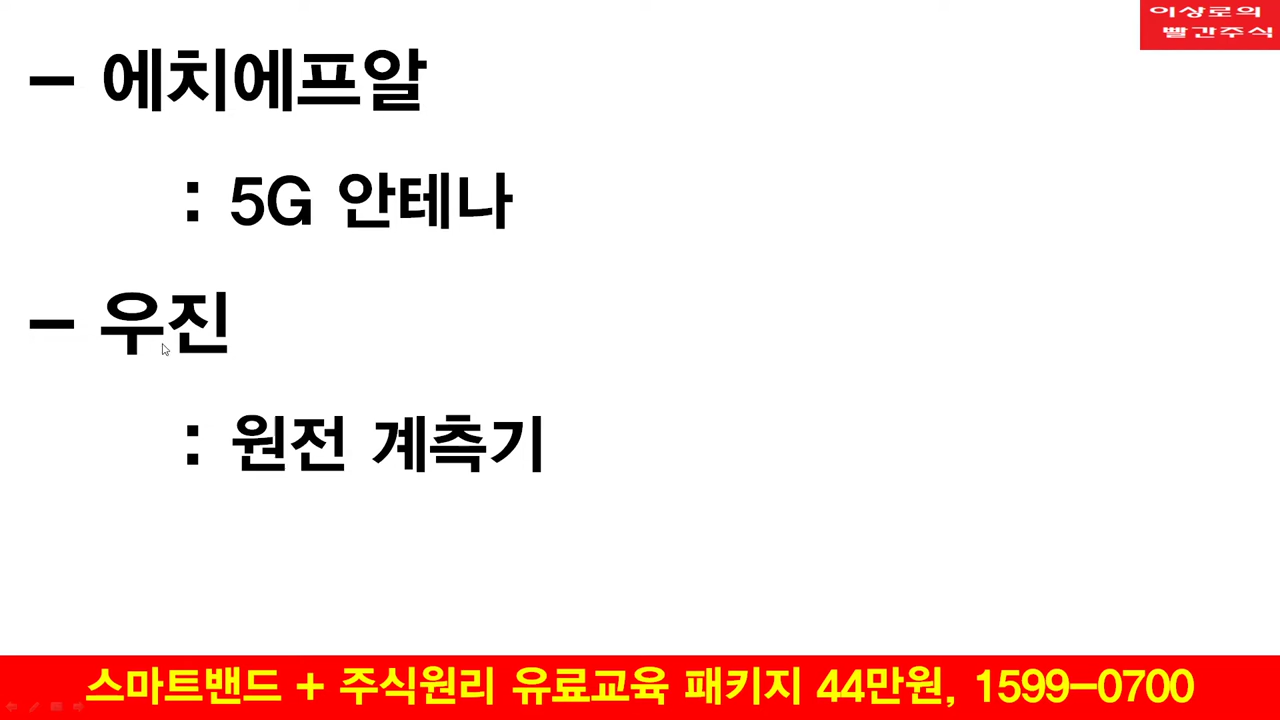 이상로의
빨간주식
- 에치에프알
: 5G 안테나
- 우진
: 원전 계측기
스마트밴드 + 주식원리 유료교육 패키지 44만원, 1599-0700